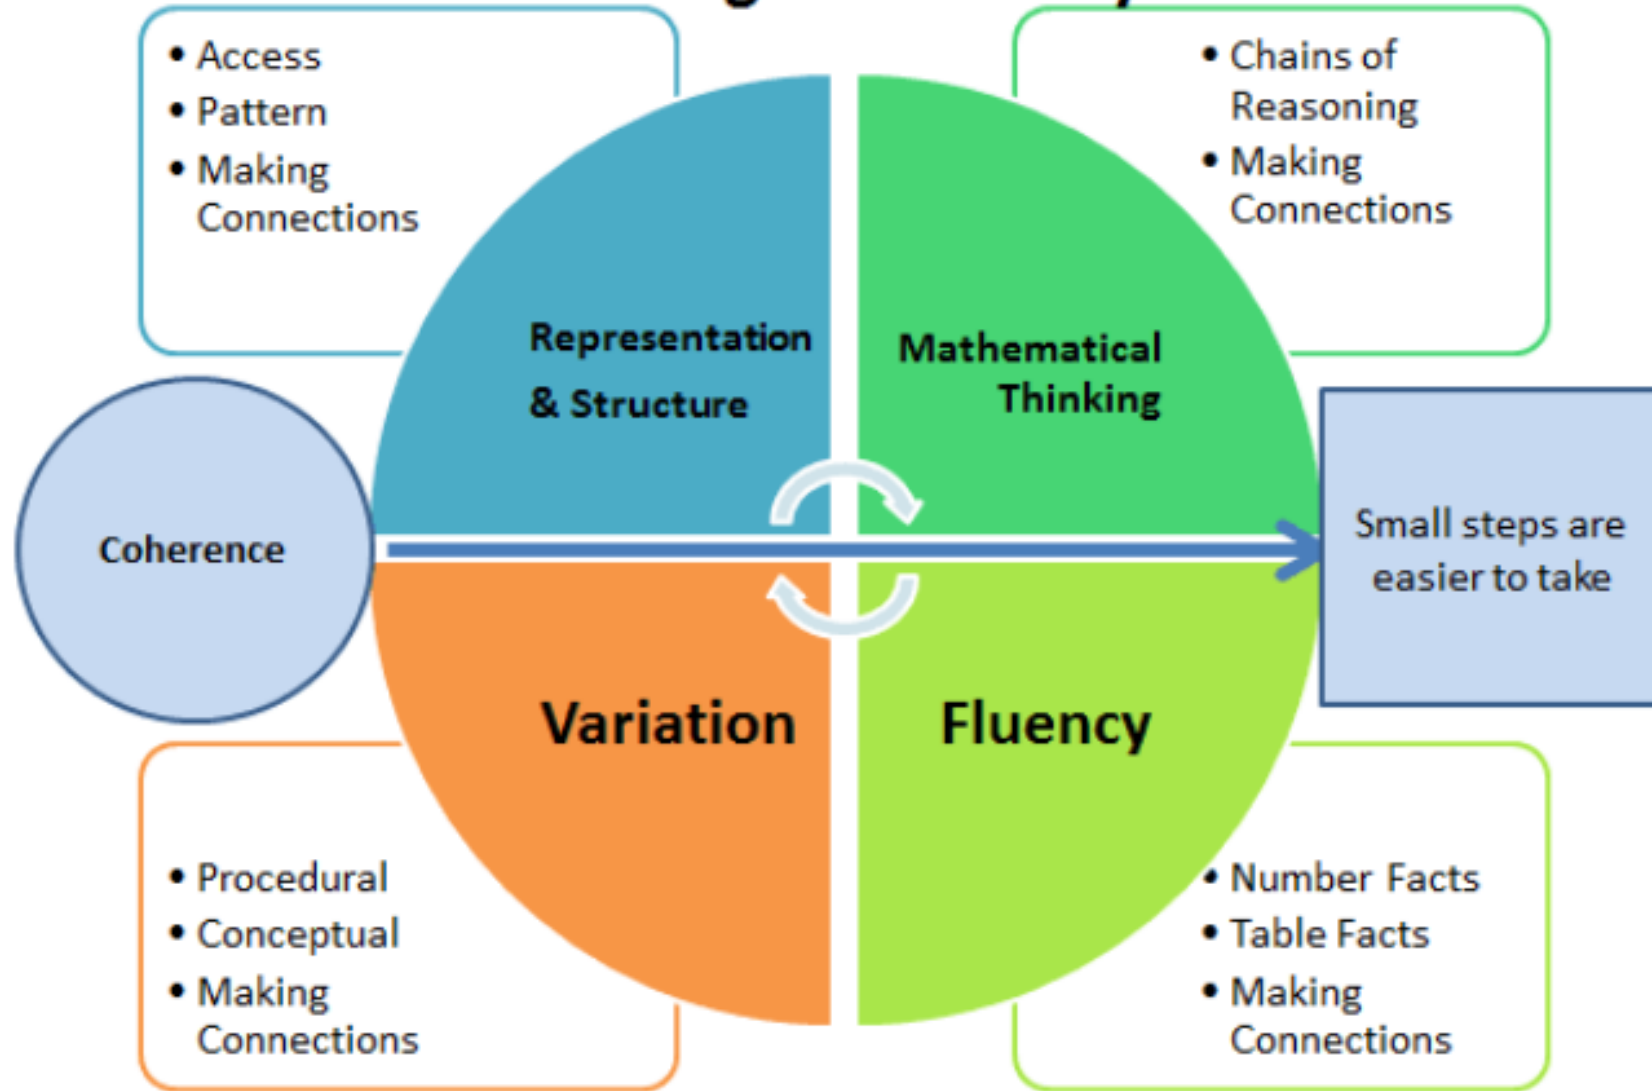 • Access
• Pattern
• Making
Connections
• Chains of
Reasoning
• Making
Connections
Representation
& Structure
Mathematical
Thinking
Coherence
Small steps are
easier to take
Variation
Fluency
• Procedural
• Conceptual
• Making
Connections
• Number Facts
• Table Facts
• Making
Connections